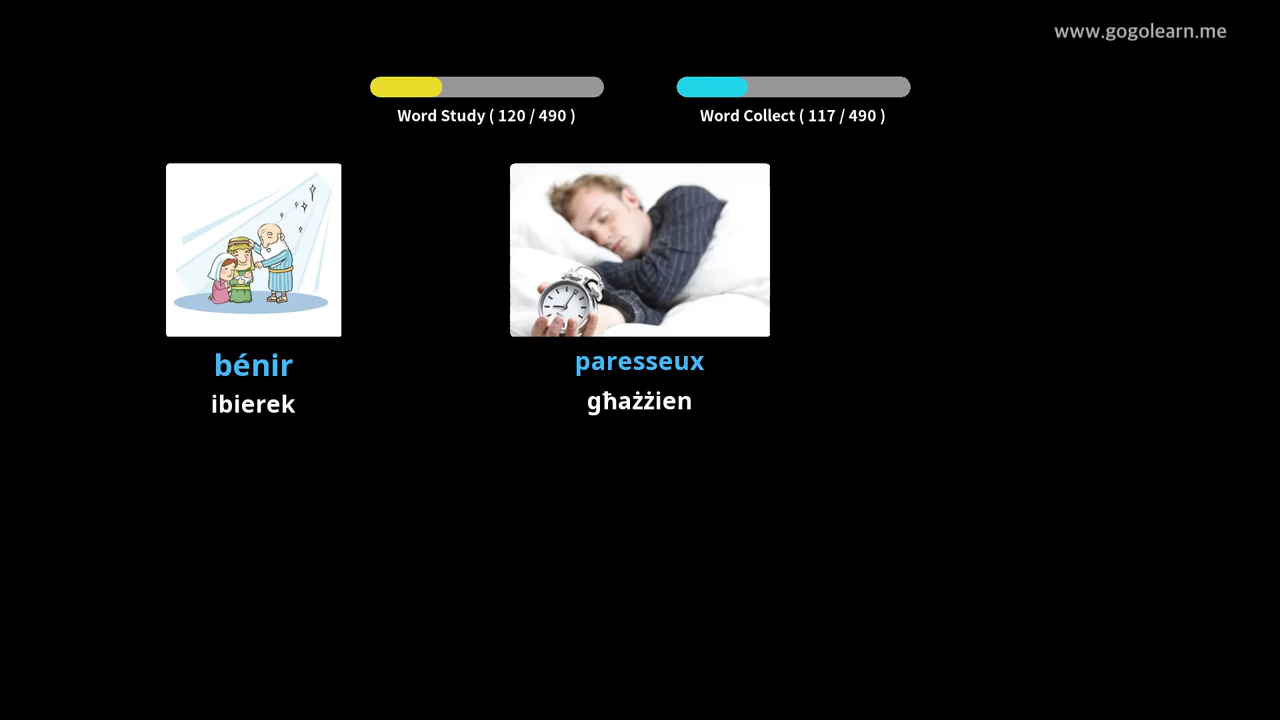 www.gogolearn.me
Word Study ( 120 / 490 )
Word Collect ( 117 / 490 )
bénir
ibierek
paresseux
għażżien